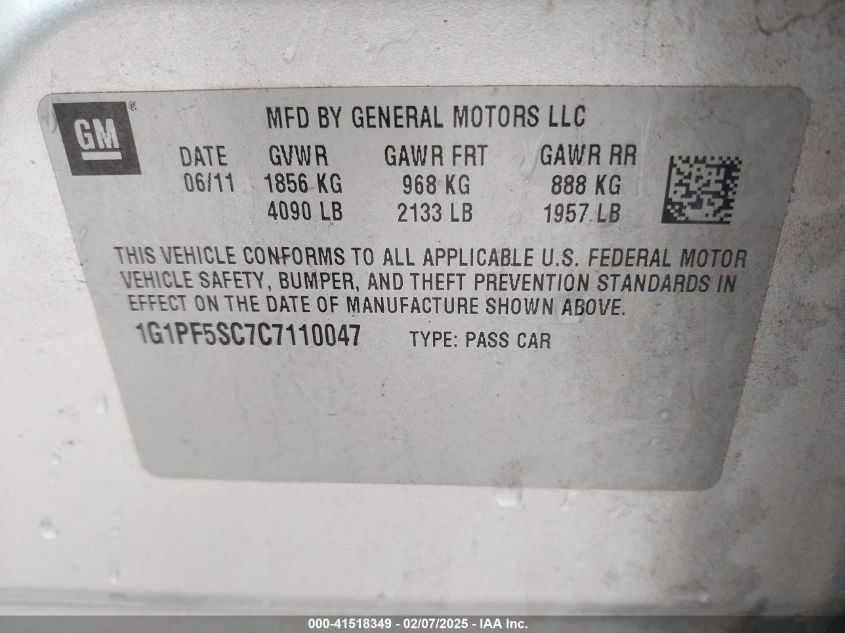 GM®
MFD BY GENERAL MOTORS LLC
DATE GVWR GAWR FRT GAWR RR
06/11 1856 KG 968 KG 888 KG
4090 LB 2133 LB 1957 LB
THIS VEHICLE CONFORMS TO ALL APPLICABLE U.S. FEDERAL MOTOR
VEHICLE SAFETY, BUMPER, AND THEFT PREVENTION STANDARDS IN
EFFECT ON THE DATE OF MANUFACTURE SHOWN ABOVE.
1G1PF5SC7C7110047 TYPE: PASS CAR
000-41518349 - 02/07/2025 - IAA Inc.